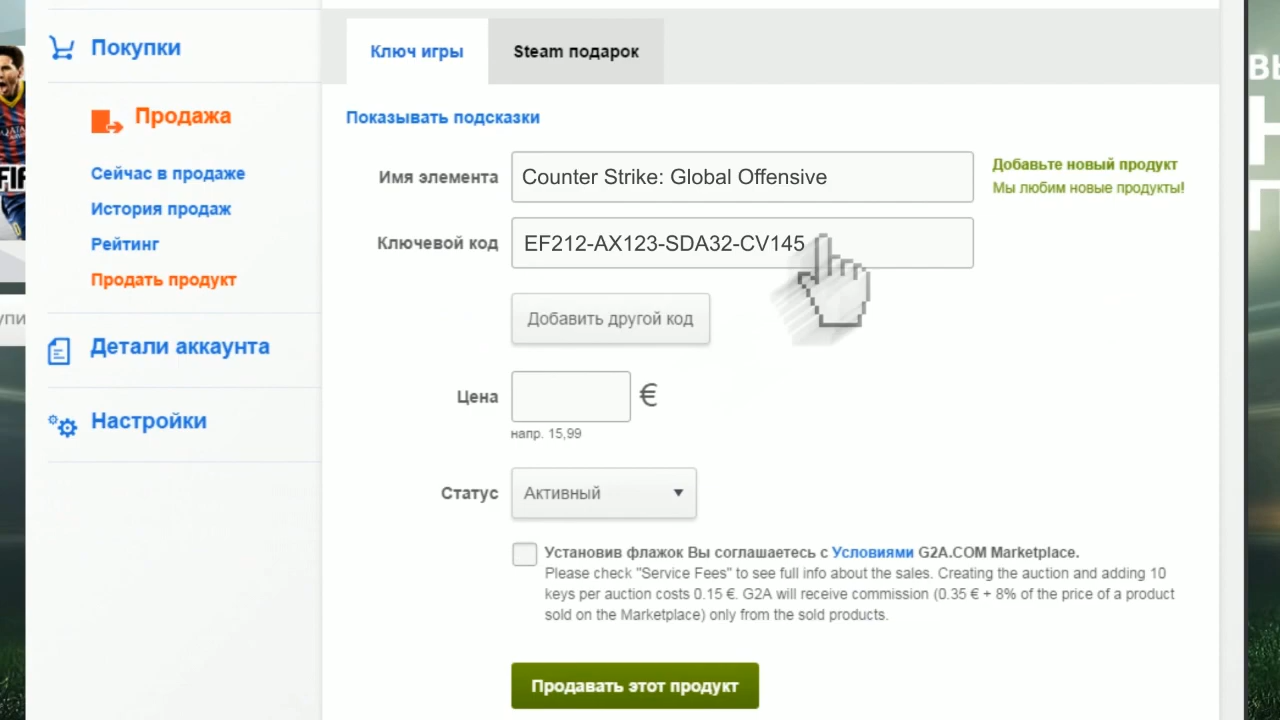 Покупки
Продажа
Сейчас в продаже
История продаж
Рейтинг
Продать продукт
Детали аккаунта
Настройки
Ключ игры
Steam подарок
Показывать подсказки
Имя элемента
Counter Strike: Global Offensive
Добавьте новый продукт
Мы любим новые продукты!
Ключевой код
EF212-AX123-SDA32-CV145
Добавить другой код
Цена
€
напр. 15,99
Статус
Активный
Установив флажок Вы соглашаетесь с Условиями G2A.COM Marketplace.
Please check "Service Fees" to see full info about the sales. Creating the auction and adding 10
keys per auction costs 0.15 €. G2A will receive commission (0.35 € + 8% of the price of a product
sold on the Marketplace) only from the sold products.
Продавать этот продукт